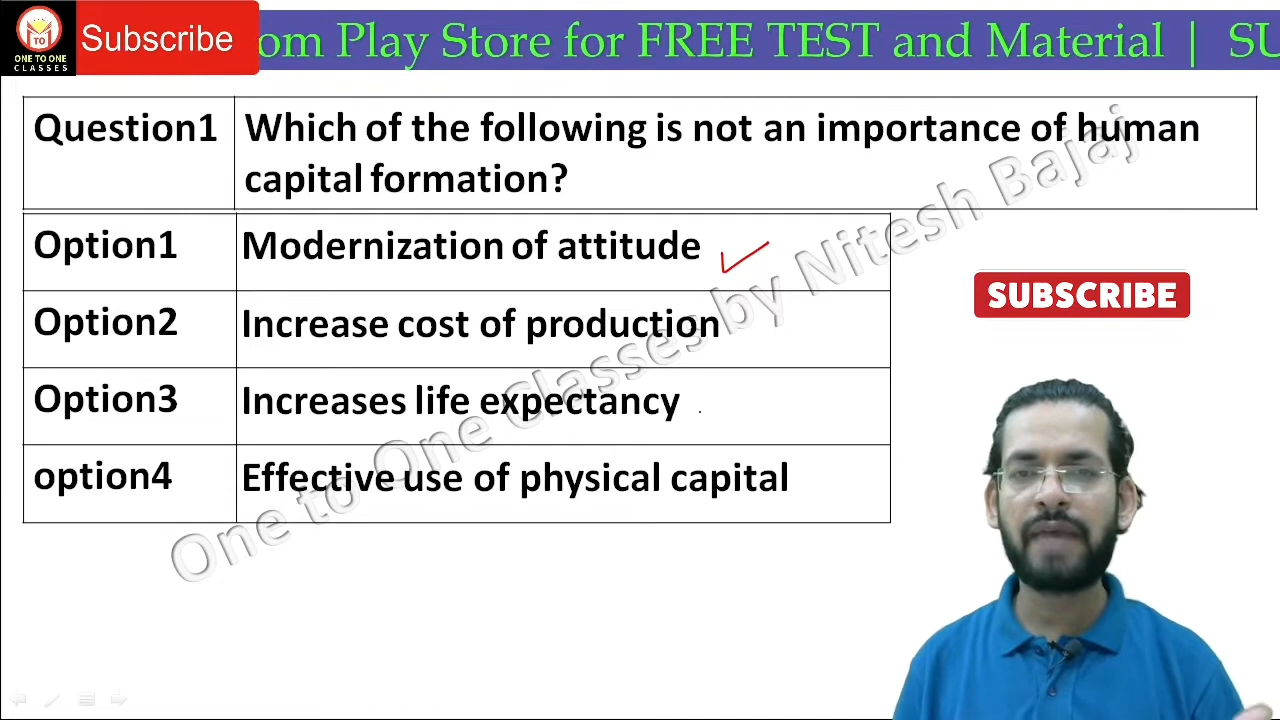 Subscribe
om Play Store for FREE TEST and Material | SU
TO
ONE TO ONE
CLASSES
Question1 Which of the following is not an importance of human
capital formation?
Option1 Modernization of attitude
Option2 Increase cost of production
Option3 Increases life expectancy
option4 Effective use of physical capital
SUBSCRIBE
One to One Classes by Nitesh Bajaj